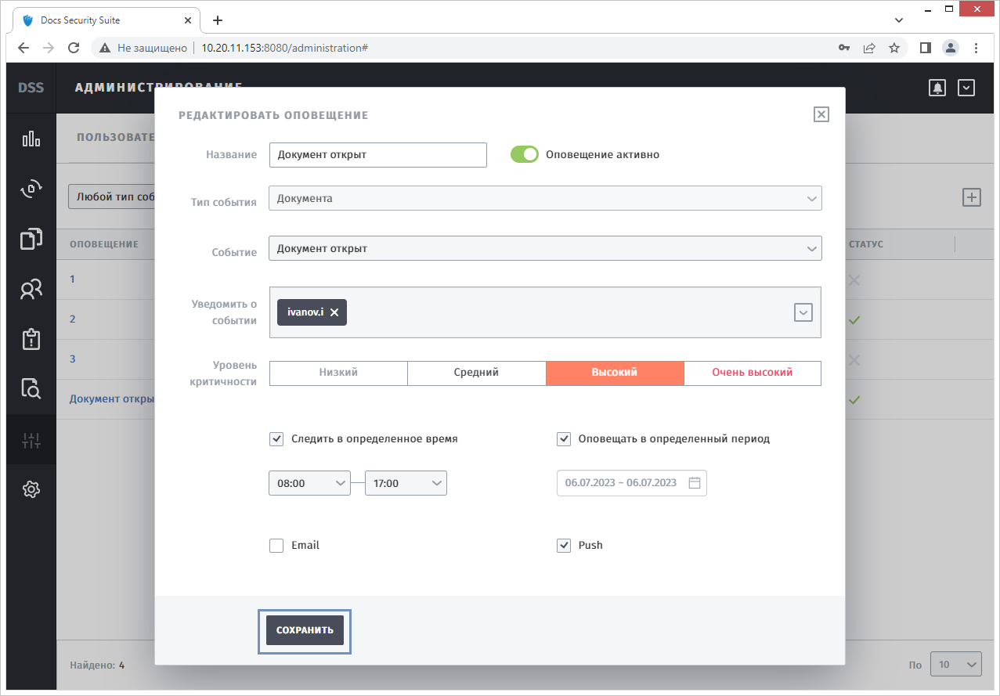 Docs Security Suite
Не защищено 10.20.11.153:8080/administration#
DSS АДМИНИСТРИРОВАНИЕ
РЕДАКТИРОВАТЬ ОПОВЕЩЕНИЕ
ПОЛЬЗОВАТЕ
Название Документ открыт Оповещение активно
Любой тип соб
Тип события Документа
ОПОВЕЩЕНИЕ СТАТУС
Событие Документ открыт
1
Уведомить о
событии
ivanov.i
2
3
Уровень
критичности
Низкий Средний Высокий Очень высокий
Документ откры
Следить в определенное время Оповещать в определенный период
08:00 17:00 06.07.2023 ~ 06.07.2023
Email Push
СОХРАНИТЬ
Найдено: 4 По 10